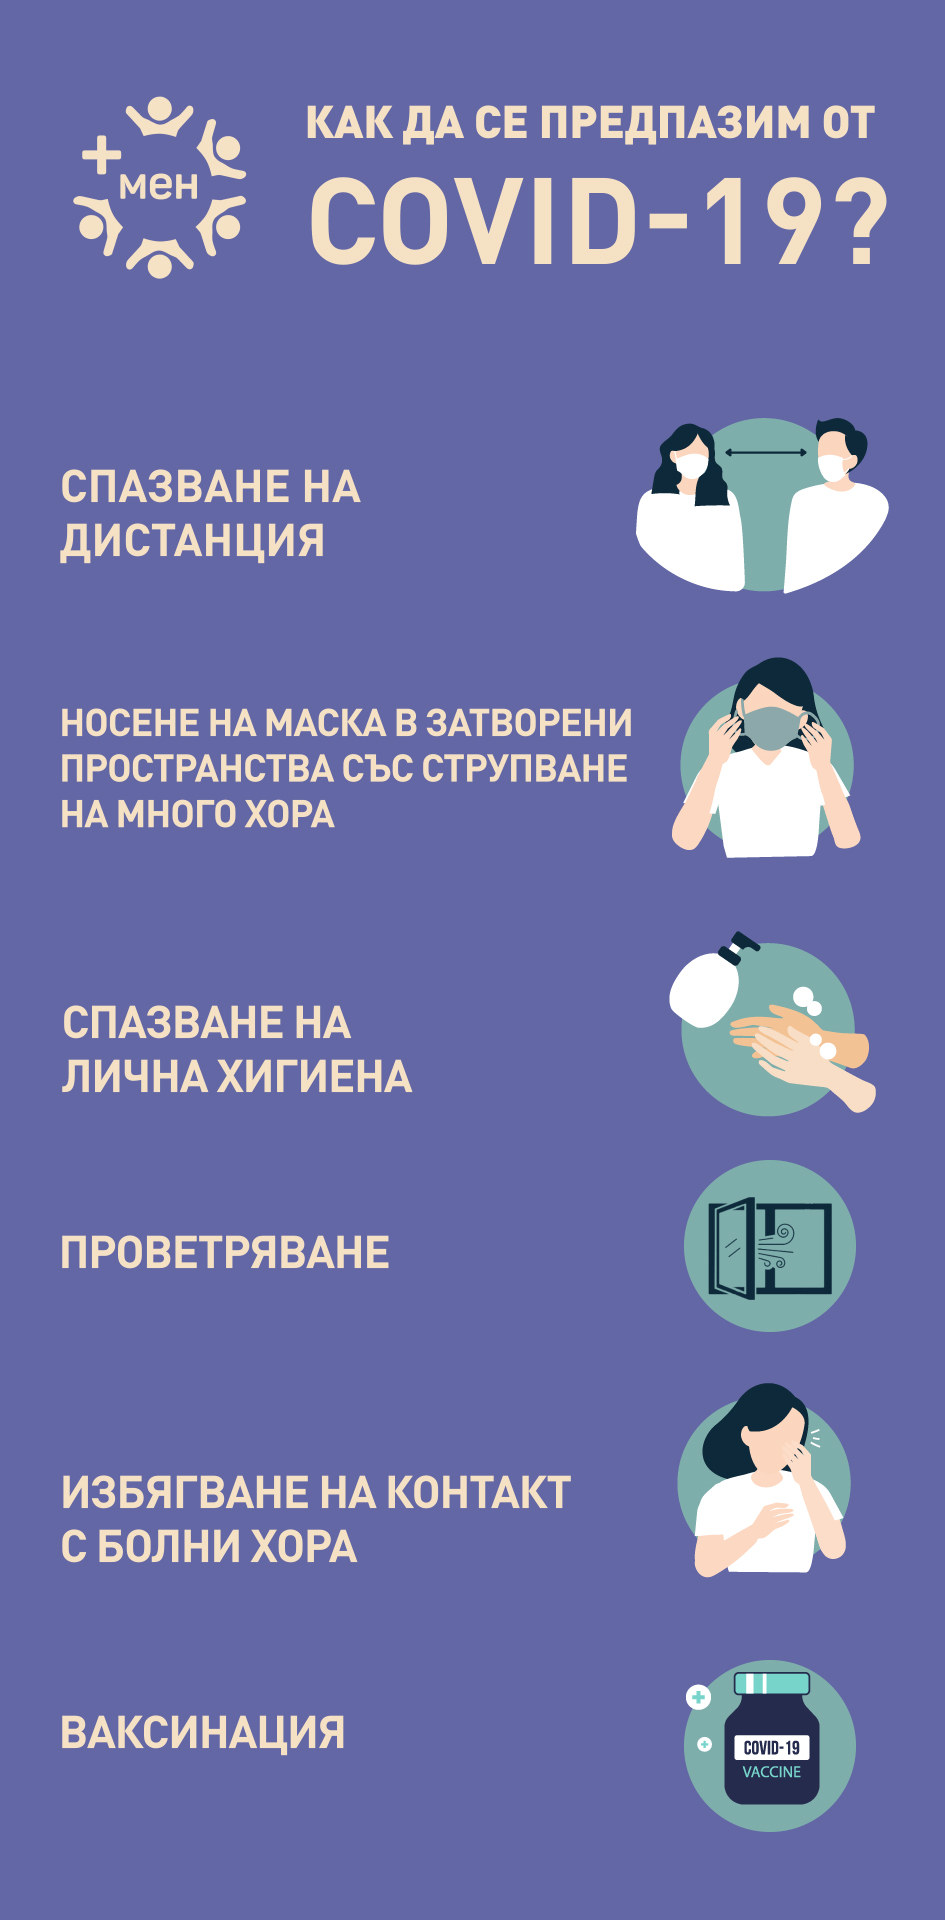 +мен
КАК ДА СЕ ПРЕДПАЗИМ ОТ
COVID-19?
СПАЗВАНЕ НА
ДИСТАНЦИЯ
НОСЕНЕ НА МАСКА В ЗАТВОРЕНИ
ПРОСТРАНСТВА СЪС СТРУПВАНЕ
НА МНОГО ХОРА
СПАЗВАНЕ НА
ЛИЧНА ХИГИЕНА
ПРОВЕТРЯВАНЕ
ИЗБЯГВАНЕ НА КОНТАКТ
С БОЛНИ ХОРА
ВАКСИНАЦИЯ
COVID-19
VACCINE